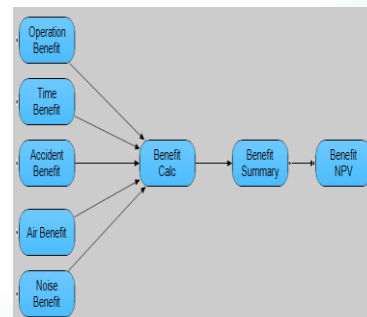 Operation
Benefit
Time
Benefit
Accident
Benefit
Air Benefit
Noise
Benefit
Benefit
Calc
Benefit
Summary
Benefit
NPV